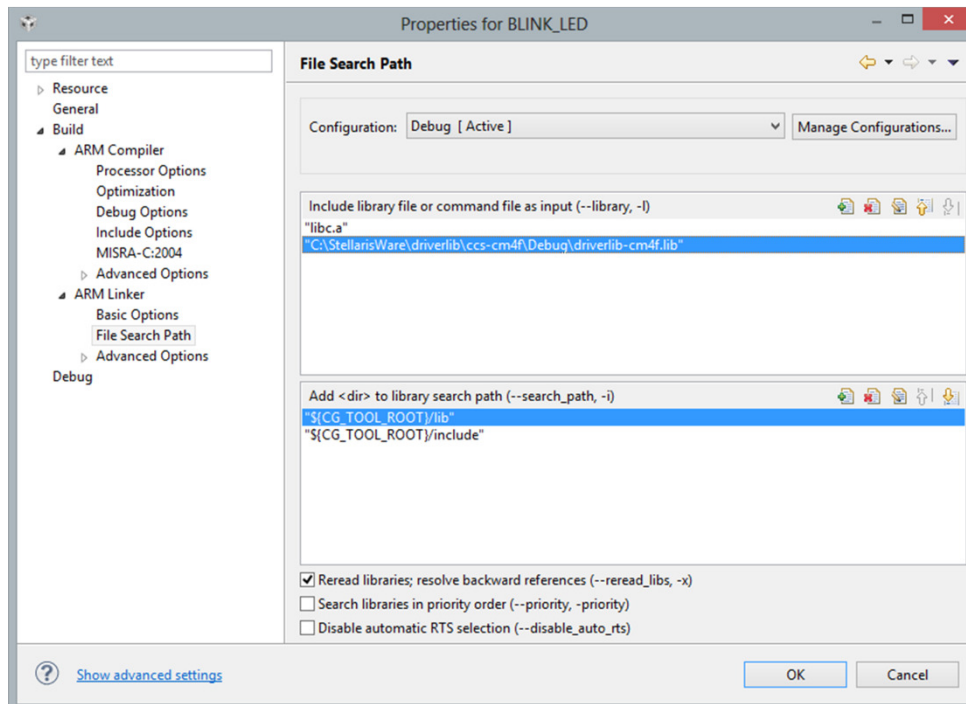 Properties for BLINK_LED
type filter text
Resource
General
Build
ARM Compiler
Processor Options
Optimization
Debug Options
Include Options
MISRA-C:2004
Advanced Options
ARM Linker
Basic Options
File Search Path
Advanced Options
Debug
File Search Path
Configuration: Debug [ Active ] Manage Configurations...
Include library file or command file as input (--library, -l)
"libc.a"
"C:\StellarisWare\driverlib\ccs-cm4f\Debug\driverlib-cm4f.lib"
Add <dir> to library search path (--search_path, -i)
"${CG_TOOL_ROOT}/lib"
"${CG_TOOL_ROOT}/include"
Reread libraries; resolve backward references (--reread_libs, -x)
Search libraries in priority order (--priority, -priority)
Disable automatic RTS selection (--disable_auto_rts)
Show advanced settings
OK Cancel